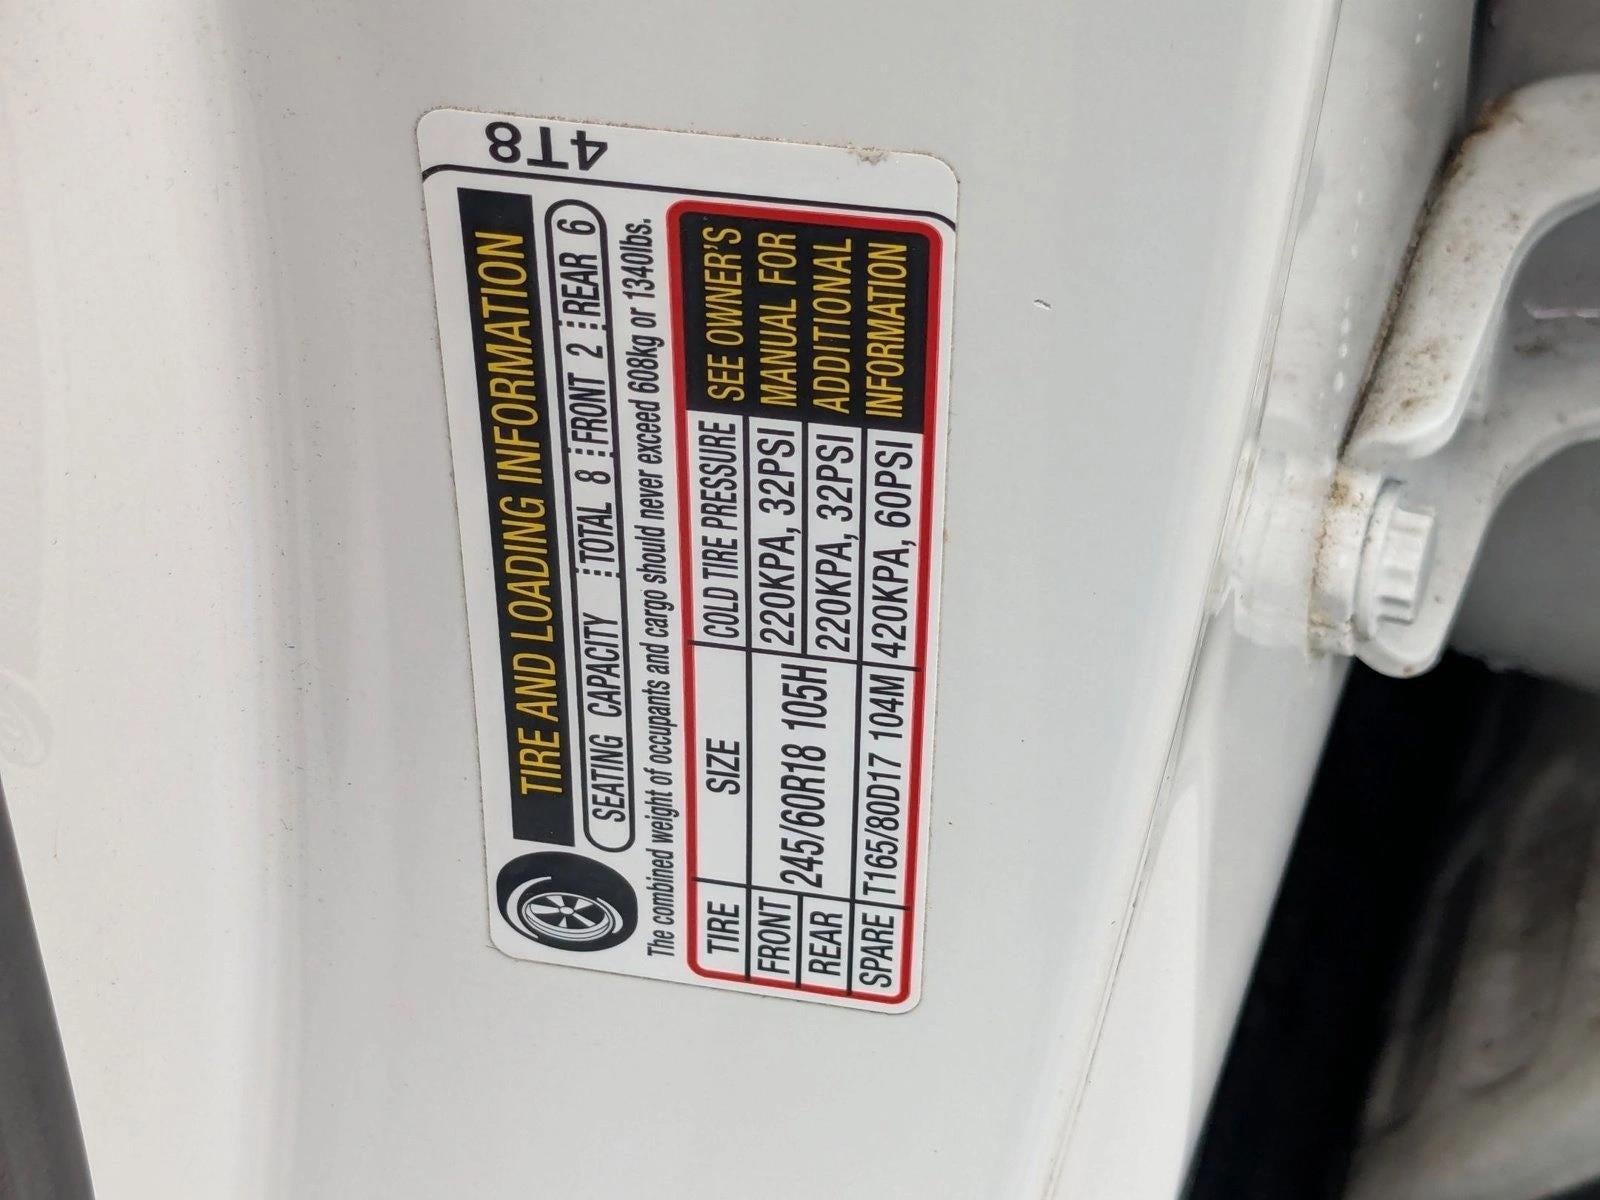 4T8
TIRE AND LOADING INFORMATION
SEATING CAPACITY TOTAL 8 FRONT 2 REAR 6
The combined weight of occupants and cargo should never exceed 608kg or 1340lbs.
TIRE SIZE COLD TIRE PRESSURE
FRONT 245/60R18 105H 220KPA, 32PSI
REAR 220KPA, 32PSI
SPARE T165/80D17 104M 420KPA, 60PSI
SEE OWNER'S
MANUAL FOR
ADDITIONAL
INFORMATION